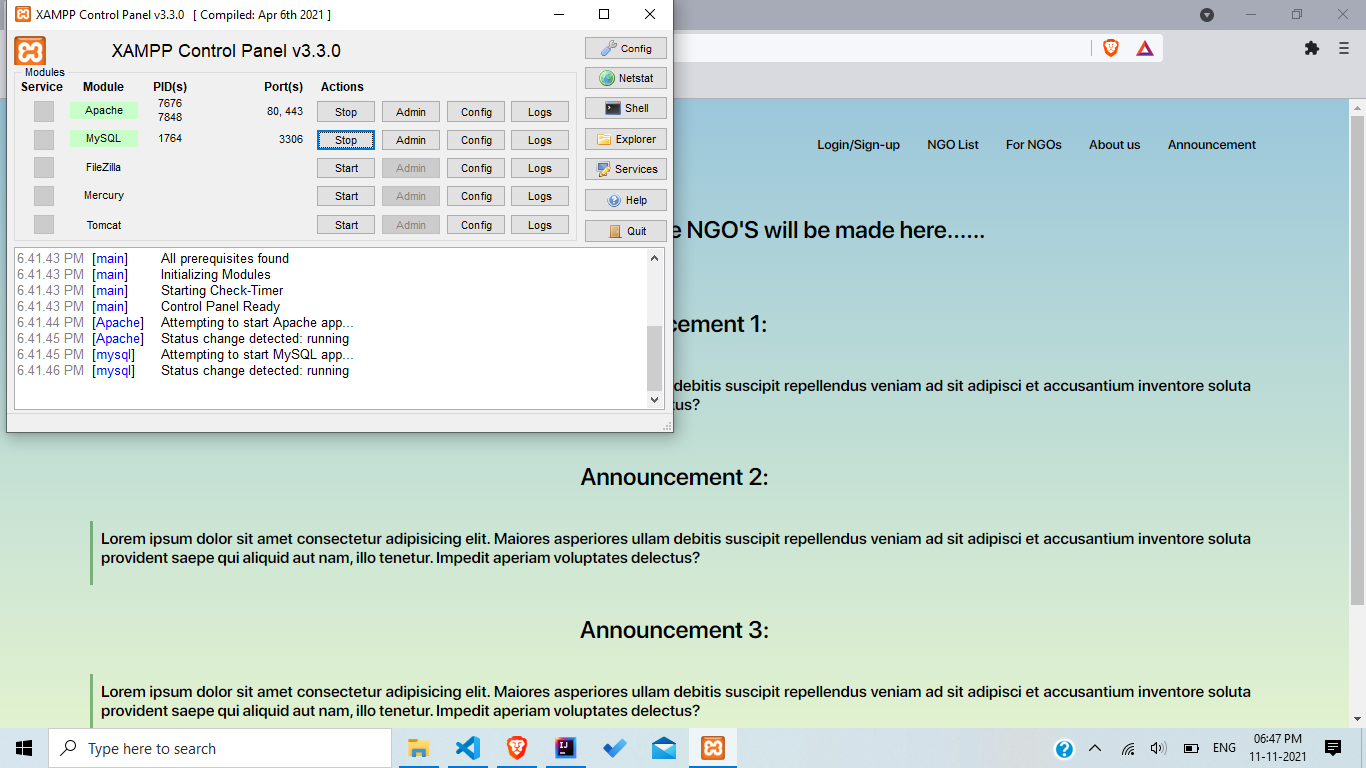 XAMPP Control Panel v3.3.0 [ Compiled: Apr 6th 2021 ]
XAMPP Control Panel v3.3.0
Config
Modules
Service Module PID(s) Port(s) Actions
Netstat
Apache 7676 7848 80, 443 Stop Admin Config Logs
Shell
MySQL 1764 3306 Stop Admin Config Logs
Explorer
FileZilla Start Admin Config Logs
Services
Mercury Start Admin Config Logs
Help
Tomcat Start Admin Config Logs
Quit
6.41.43 PM [main] All prerequisites found
6.41.43 PM [main] Initializing Modules
6.41.43 PM [main] Starting Check-Timer
6.41.43 PM [main] Control Panel Ready
6.41.44 PM [Apache] Attempting to start Apache app...
6.41.45 PM [Apache] Status change detected: running
6.41.45 PM [mysql] Attempting to start MySQL app...
6.41.46 PM [mysql] Status change detected: running
Login/Sign-up NGO List For NGOs About us Announcement
NGO'S will be made here......
1:
debitis suscipit repellendus veniam ad sit adipisci et accusantium inventore soluta
Announcement 2:
Lorem ipsum dolor sit amet consectetur adipisicing elit. Maiores asperiores ullam debitis suscipit repellendus veniam ad sit adipisci et accusantium inventore soluta
provident saepe qui aliquid aut nam, illo tenetur. Impedit aperiam voluptates delectus?
Announcement 3:
Lorem ipsum dolor sit amet consectetur adipisicing elit. Maiores asperiores ullam debitis suscipit repellendus veniam ad sit adipisci et accusantium inventore soluta
provident saepe qui aliquid aut nam, illo tenetur. Impedit aperiam voluptates delectus?
Type here to search
IJ
ENG
06:47 PM
11-11-2021